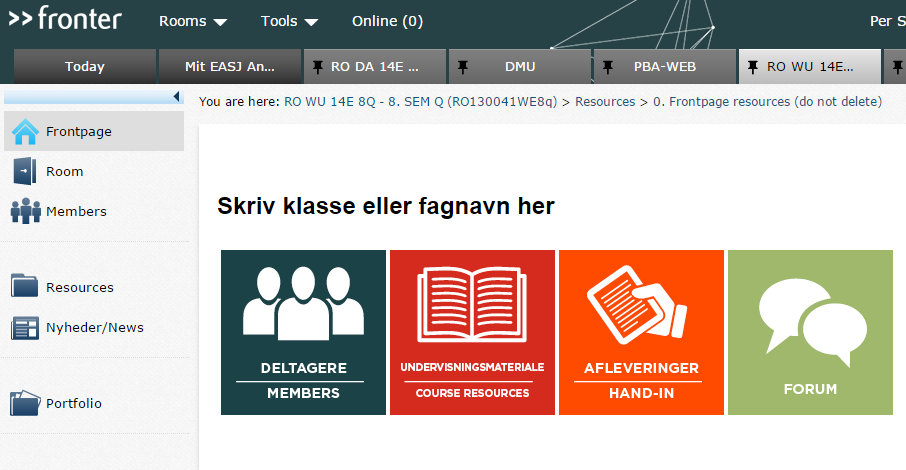 >>fronter Rooms Tools Online (0) Per S
Today Mit EASJ An... RO DA 14E ... DMU PBA-WEB RO WU 14E...
You are here: RO WU 14E 8Q - 8. SEM Q (RO130041WE8q) > Resources > 0. Frontpage resources (do not delete)
Frontpage
Room
Members
Resources
Nyheder/News
Portfolio
Skriv klasse eller fagnavn her
DELTAGERE
MEMBERS
UNDERVISNINGSMATERIALE
COURSE RESOURCES
AFLEVERINGER
HAND-IN
FORUM